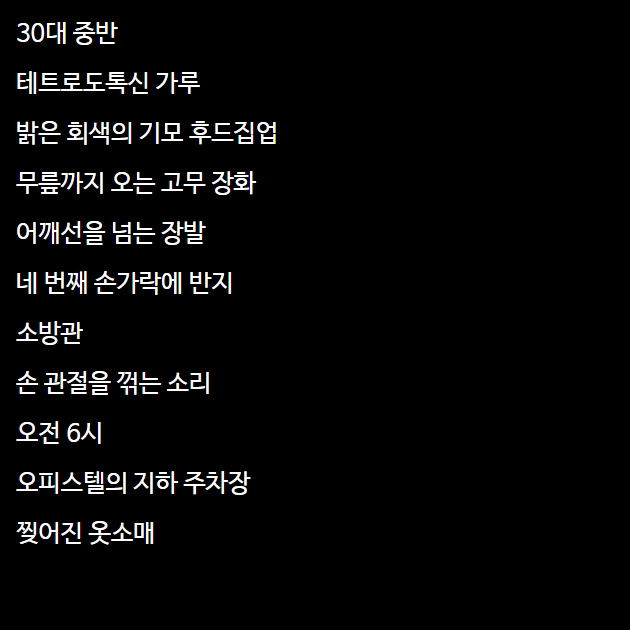 30대 중반
테트로도톡신 가루
밝은 회색의 기모 후드집업
무릎까지 오는 고무 장화
어깨선을 넘는 장발
네 번째 손가락에 반지
소방관
손 관절을 꺾는 소리
오전 6시
오피스텔의 지하 주차장
찢어진 옷소매